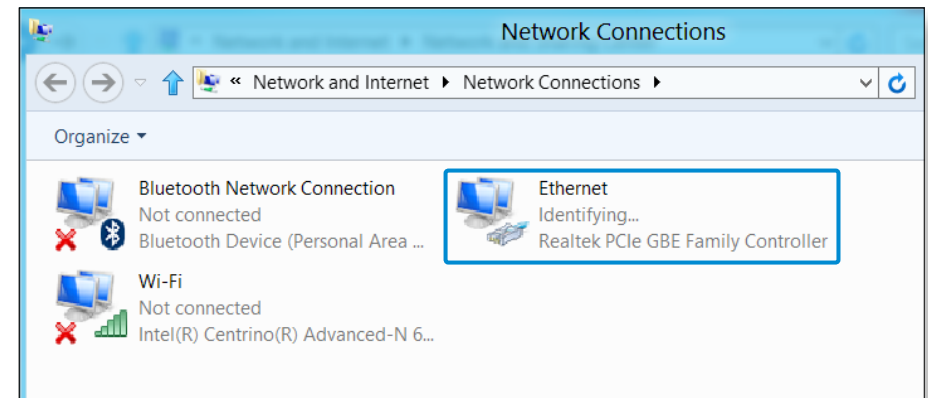 Network Connections
« Network and Internet ▸ Network Connections ▸
Organize ▾
Bluetooth Network Connection
Not connected
Bluetooth Device (Personal Area ...
Ethernet
Identifying...
Realtek PCIe GBE Family Controller
Wi-Fi
Not connected
Intel(R) Centrino(R) Advanced-N 6...